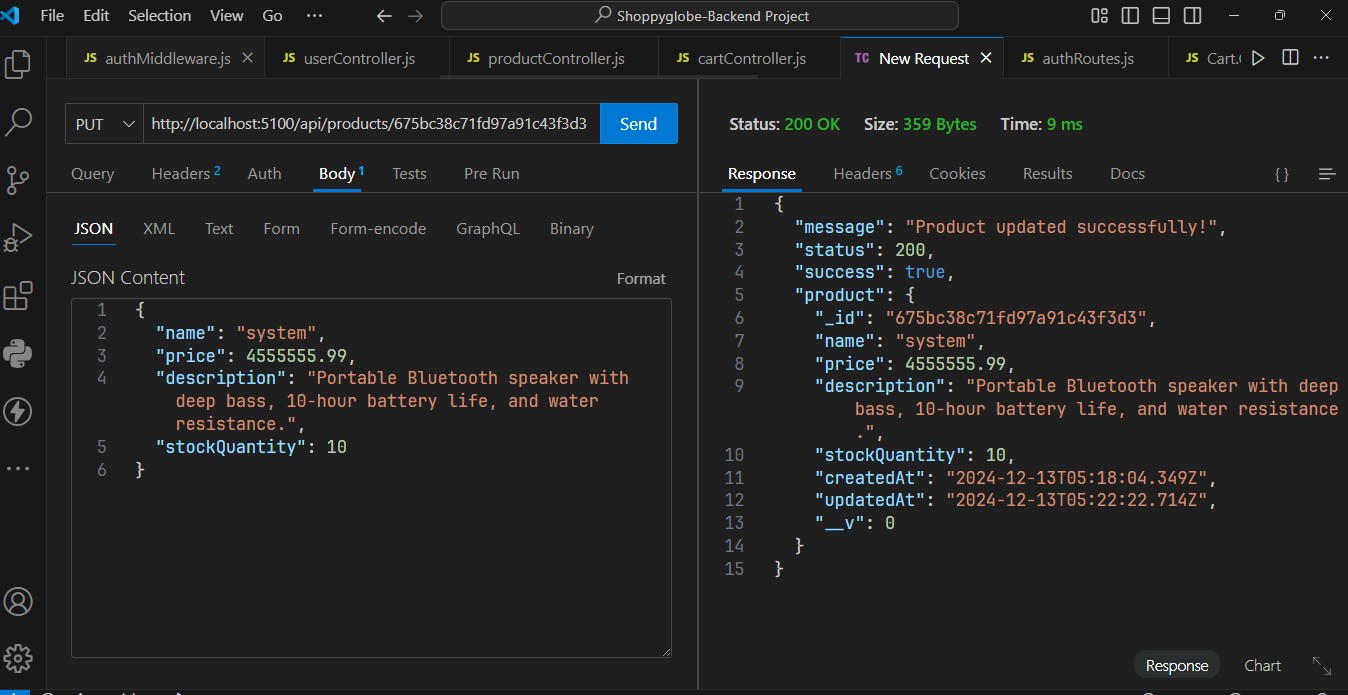 File Edit Selection View Go ··· Shoppyglobe-Backend Project
JS authMiddleware.js JS userController.js JS productController.js JS cartController.js TC New Request JS authRoutes.js JS Cart.
PUT http://localhost:5100/api/products/675bc38c71fd97a91c43f3d3 Send
Query Headers 2 Auth Body 1 Tests Pre Run
JSON XML Text Form Form-encode GraphQL Binary
JSON Content Format
1 {
2 "name": "system",
3 "price": 4555555.99,
4 "description": "Portable Bluetooth speaker with
deep bass, 10-hour battery life, and water
resistance.",
5 "stockQuantity": 10
6 }
Status: 200 OK Size: 359 Bytes Time: 9 ms
Response Headers 6 Cookies Results Docs { }
1 {
2 "message": "Product updated successfully!",
3 "status": 200,
4 "success": true,
5 "product": {
6 "_id": "675bc38c71fd97a91c43f3d3",
7 "name": "system",
8 "price": 4555555.99,
9 "description": "Portable Bluetooth speaker with deep
bass, 10-hour battery life, and water resistance
.",
10 "stockQuantity": 10,
11 "createdAt": "2024-12-13T05:18:04.349Z",
12 "updatedAt": "2024-12-13T05:22:22.714Z",
13 "__v": 0
14 }
15 }
Response Chart